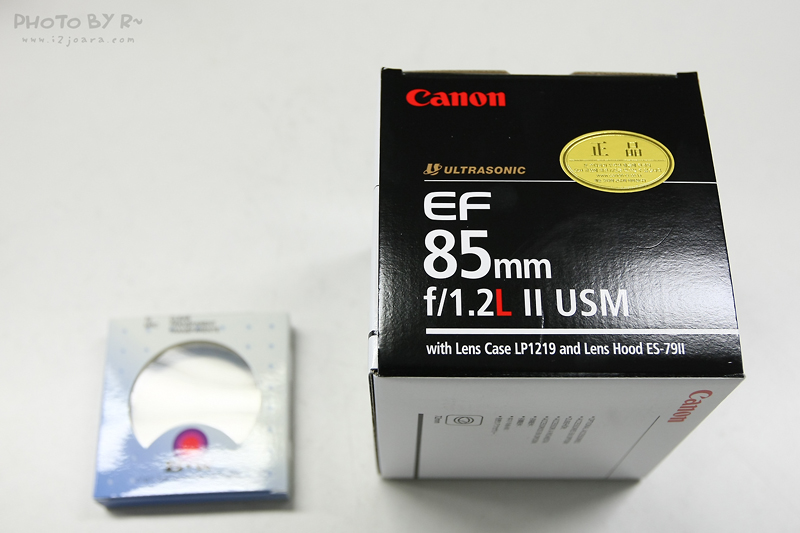 PHOTO BY R~
www.i2joara.com
Canon
ULTRASONIC
正品
EF
85mm
f/1.2L II USM
with Lens Case LP1219 and Lens Hood ES-79II
Canon